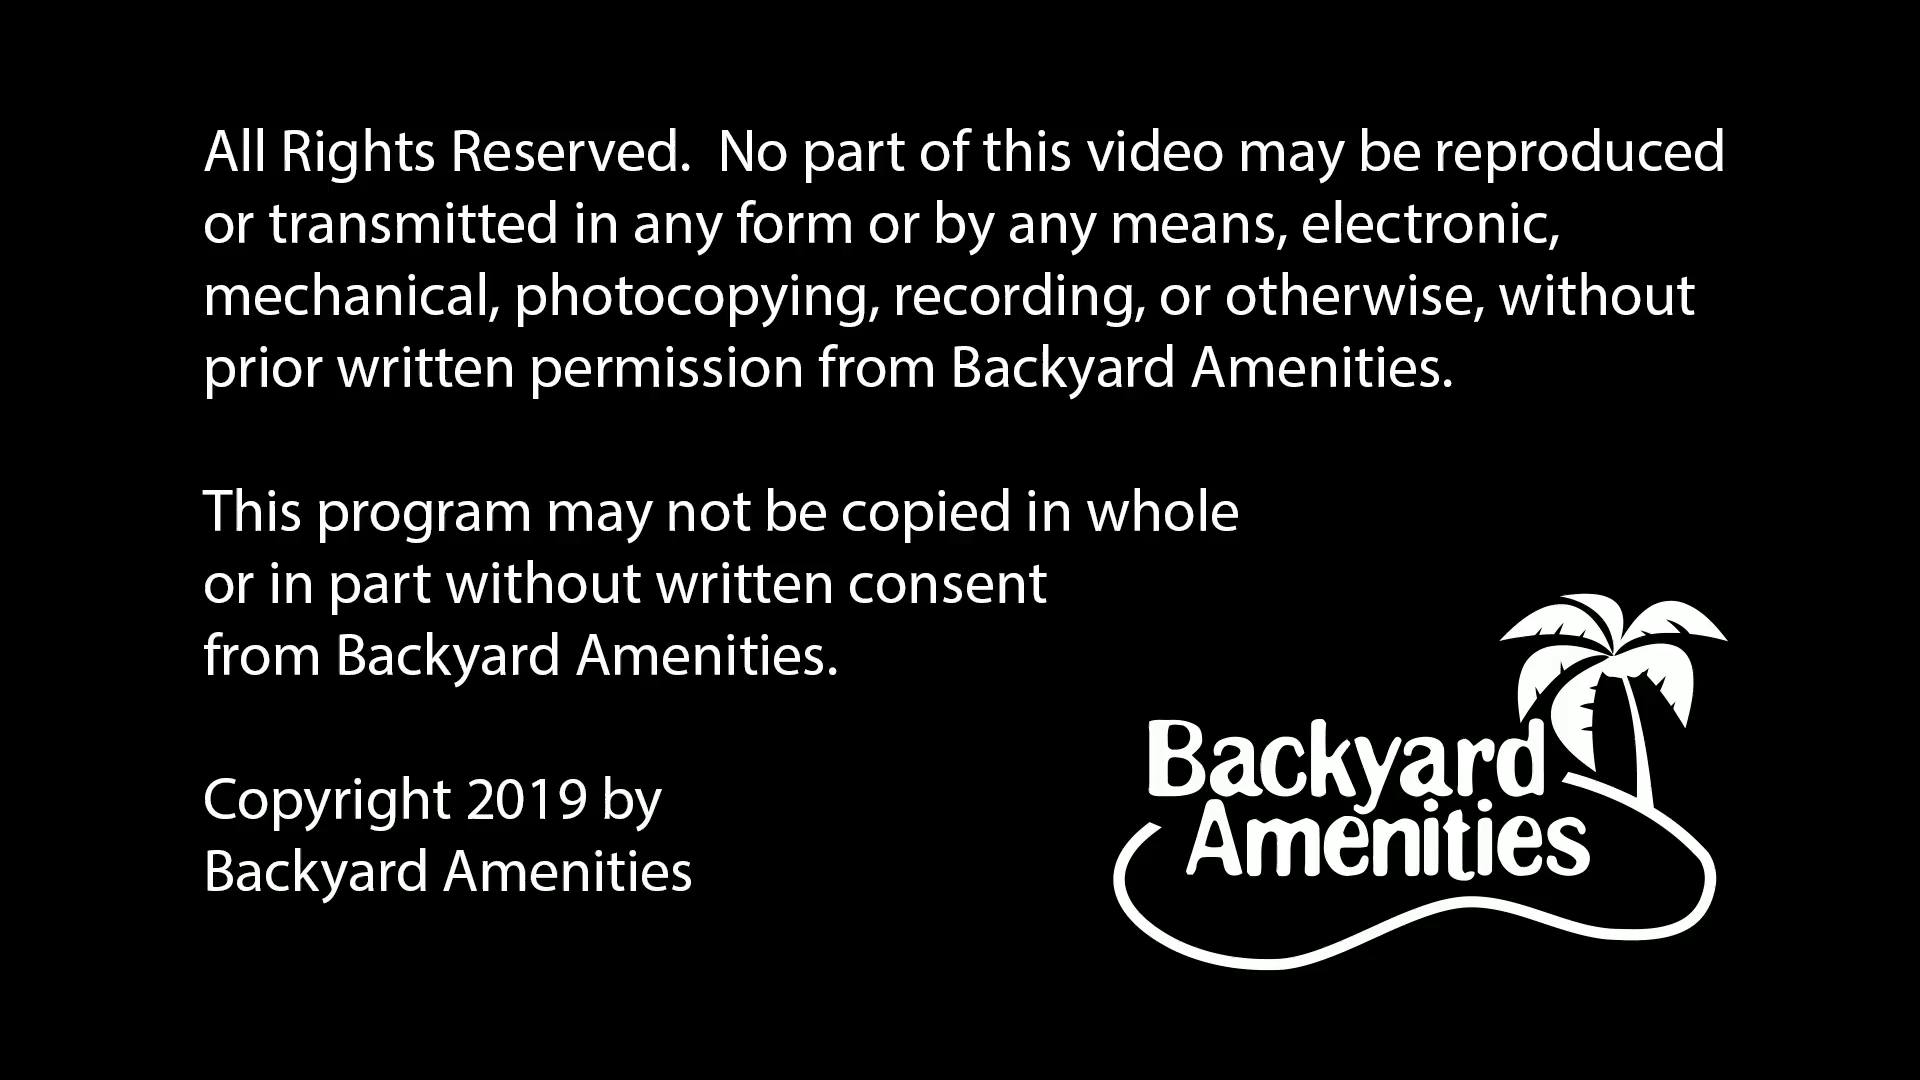 All Rights Reserved.  No part of this video may be reproduced
or transmitted in any form or by any means, electronic,
mechanical, photocopying, recording, or otherwise, without
prior written permission from Backyard Amenities.
This program may not be copied in whole
or in part without written consent
from Backyard Amenities.
Copyright 2019 by
Backyard Amenities
Backyard
Amenities